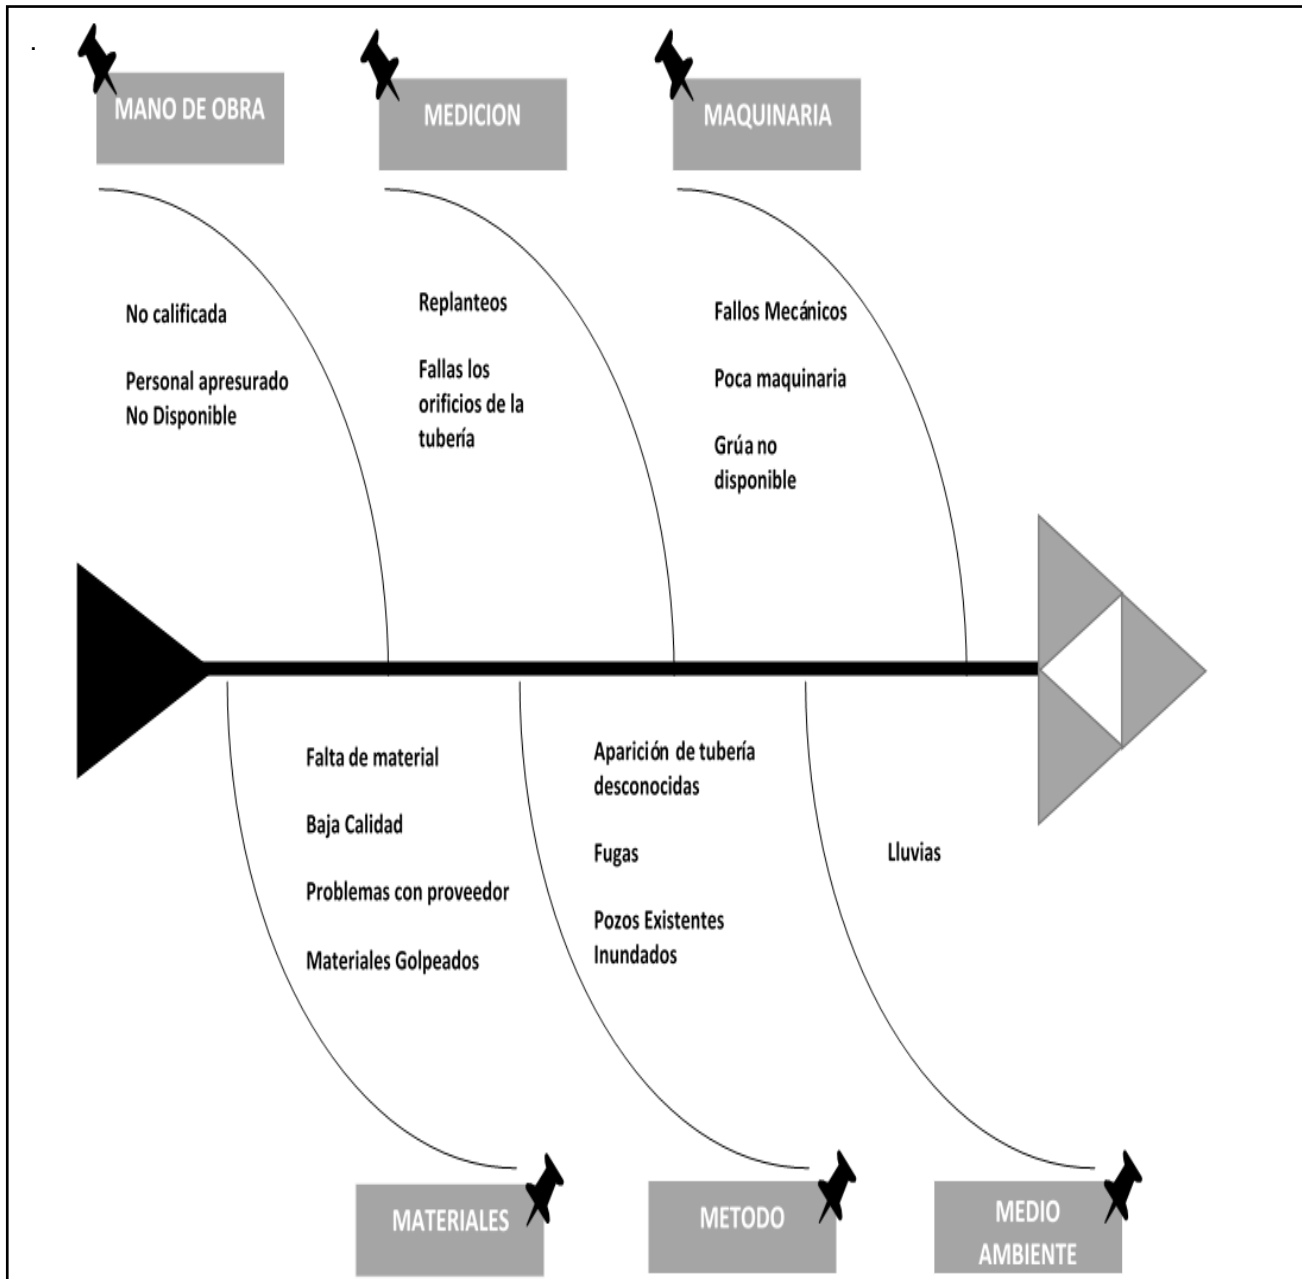 MANO DE OBRA
MEDICION
MAQUINARIA
No calificada
Personal apresurado
No Disponible
Replanteos
Fallas los
orificios de la
tubería
Fallos Mecánicos
Poca maquinaria
Grúa no
disponible
Falta de material
Baja Calidad
Problemas con proveedor
Materiales Golpeados
Aparición de tubería
desconocidas
Fugas
Pozos Existentes
Inundados
Lluvias
MATERIALES
METODO
MEDIO
AMBIENTE